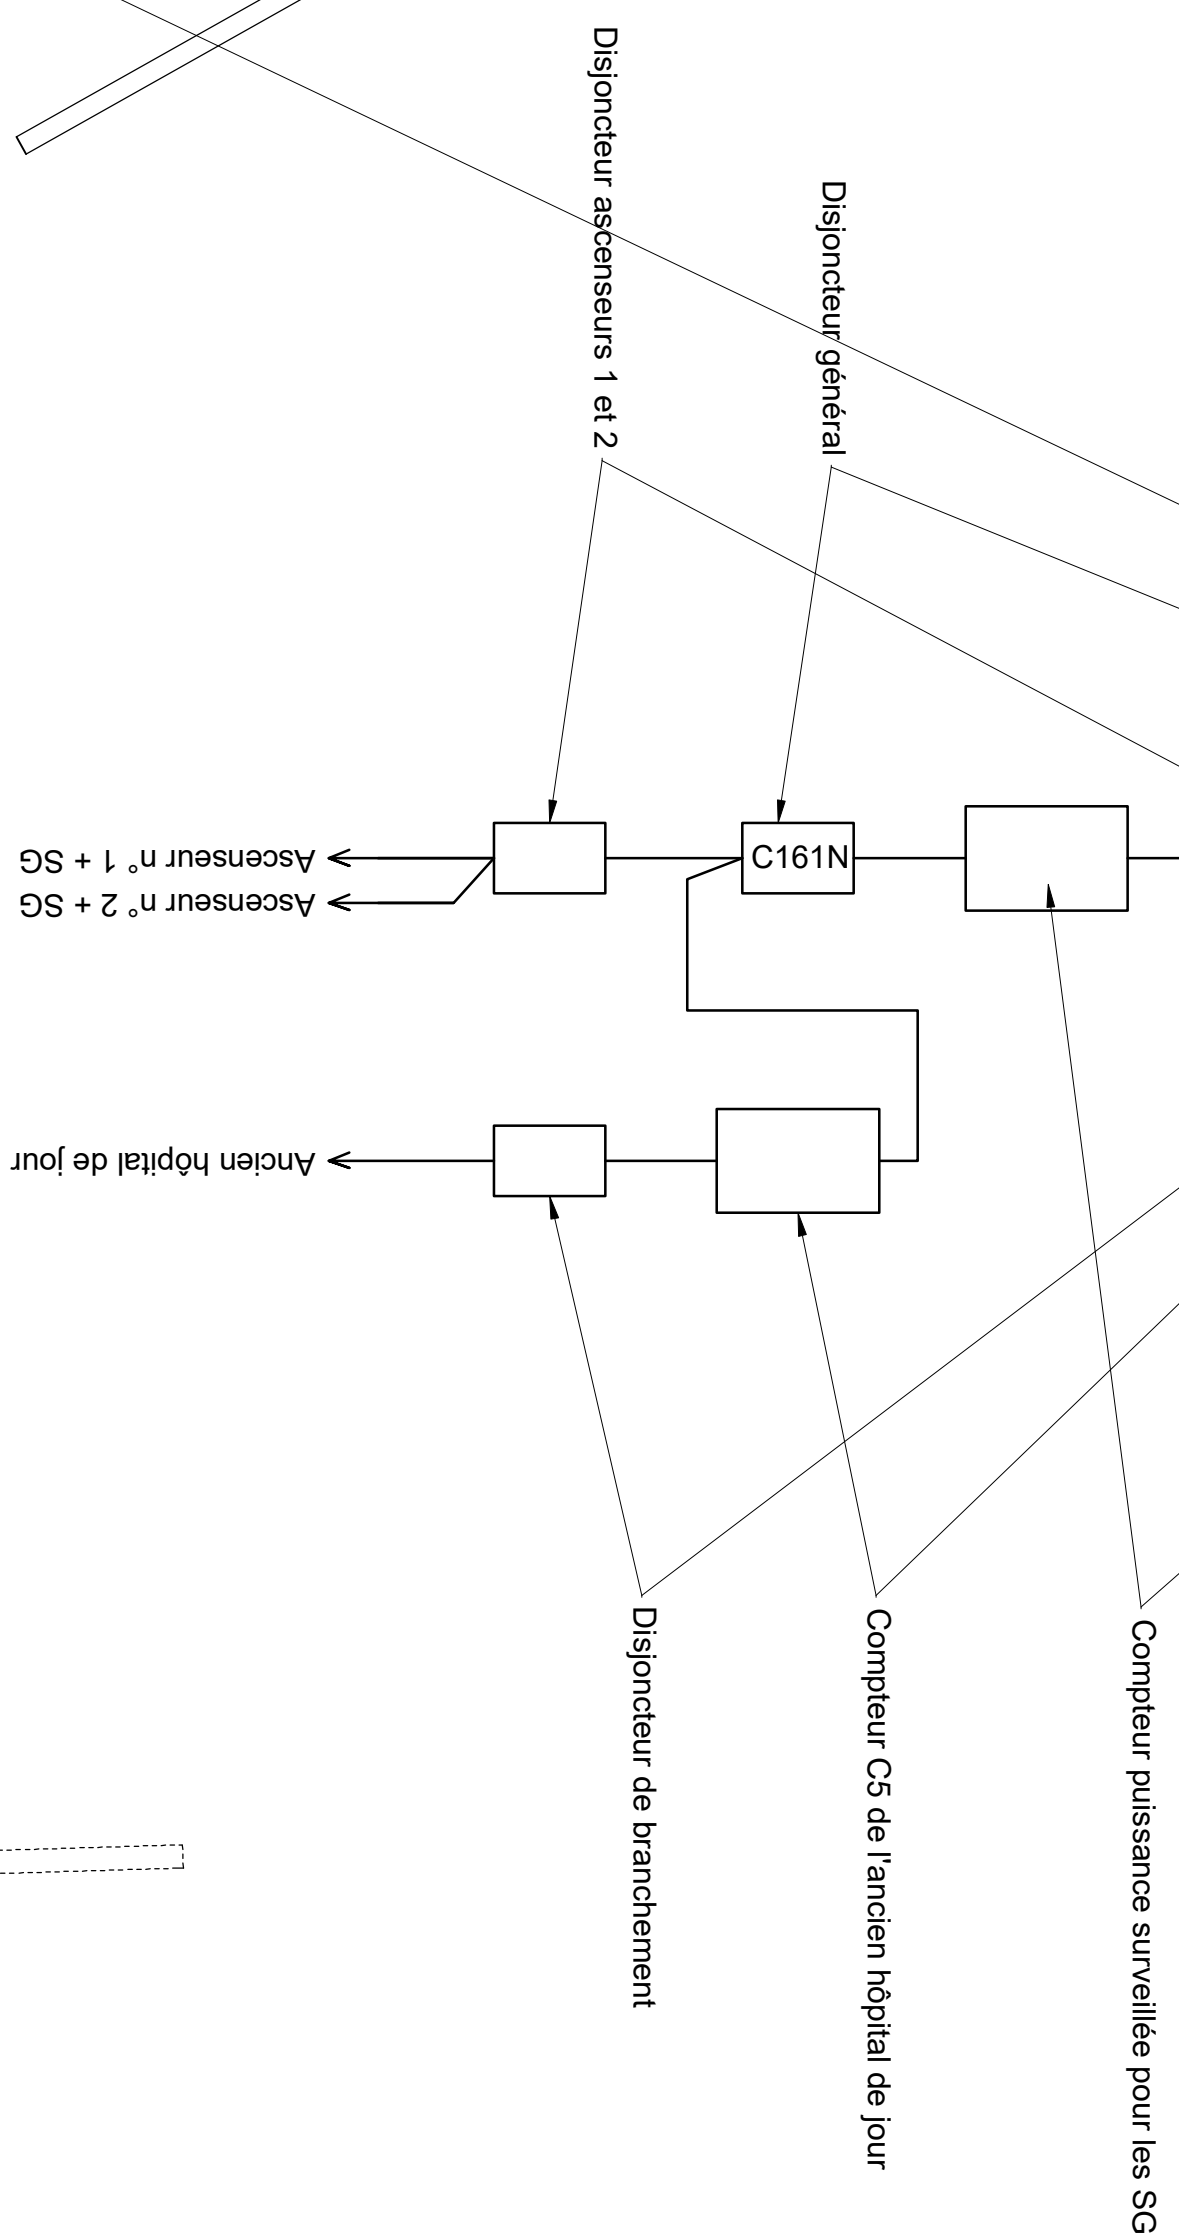 Disjoncteur ascenseurs 1 et 2
Disjoncteur général
C161N
Ascenseur n° 1 + SG
Ascenseur n° 2 + SG
Ancien hôpital de jour
Disjoncteur de branchement
Compteur C5 de l'ancien hôpital de jour
Compteur puissance surveillée pour les SG